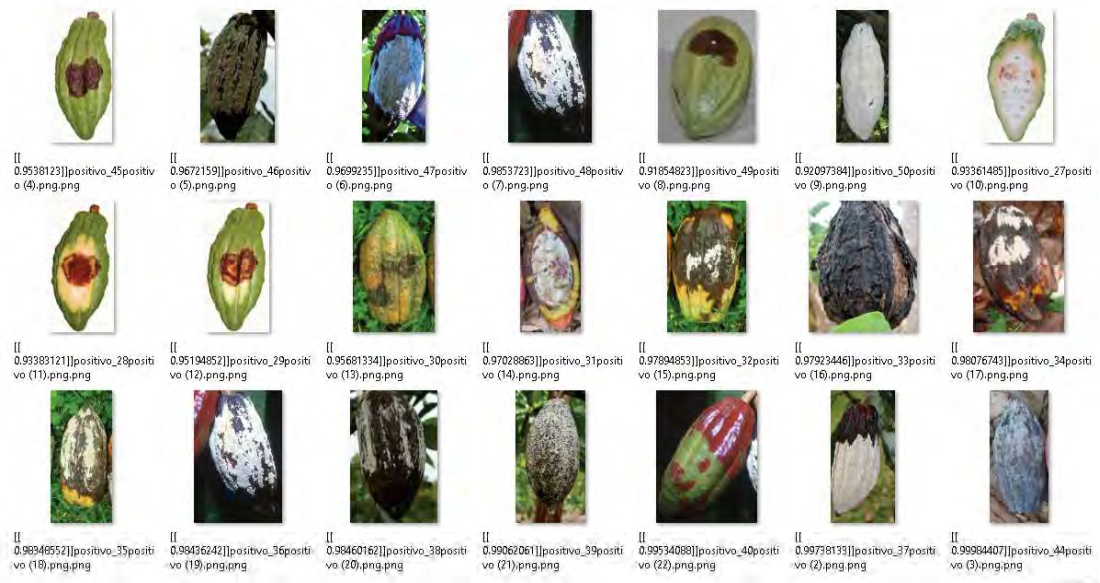 [[
0.9538123]]positivo_45positiv
o (4).png.png
[[
0.9672159]]positivo_46positivo
(5).png.png
[[
0.9699235]]positivo_47positiv
o (6).png.png
[[
0.9853723]]positivo_48positiv
o (7).png.png
[[
0.91854823]]positivo_49positi
vo (8).png.png
[[
0.92097384]]positivo_50positi
vo (9).png.png
[[
0.93361485]]positivo_27positi
vo (10).png.png
[[
0.93383121]]positivo_28positi
vo (11).png.png
[[
0.95194852]]positivo_29positi
vo (12).png.png
[[
0.95681334]]positivo_30positi
vo (13).png.png
[[
0.97028863]]positivo_31positi
vo (14).png.png
[[
0.97894853]]positivo_32positi
vo (15).png.png
[[
0.97923446]]positivo_33positi
vo (16).png.png
[[
0.98076743]]positivo_34positi
vo (17).png.png
[[
0.98348552]]positivo_35positi
vo (18).png.png
[[
0.98436242]]positivo_36positi
vo (19).png.png
[[
0.98460162]]positivo_38positi
vo (20).png.png
[[
0.99062061]]positivo_39positi
vo (21).png.png
[[
0.99534088]]positivo_40positi
vo (22).png.png
[[
0.99738133]]positivo_37positi
vo (2).png.png
[[
0.99984407]]positivo_44positi
vo (3).png.png